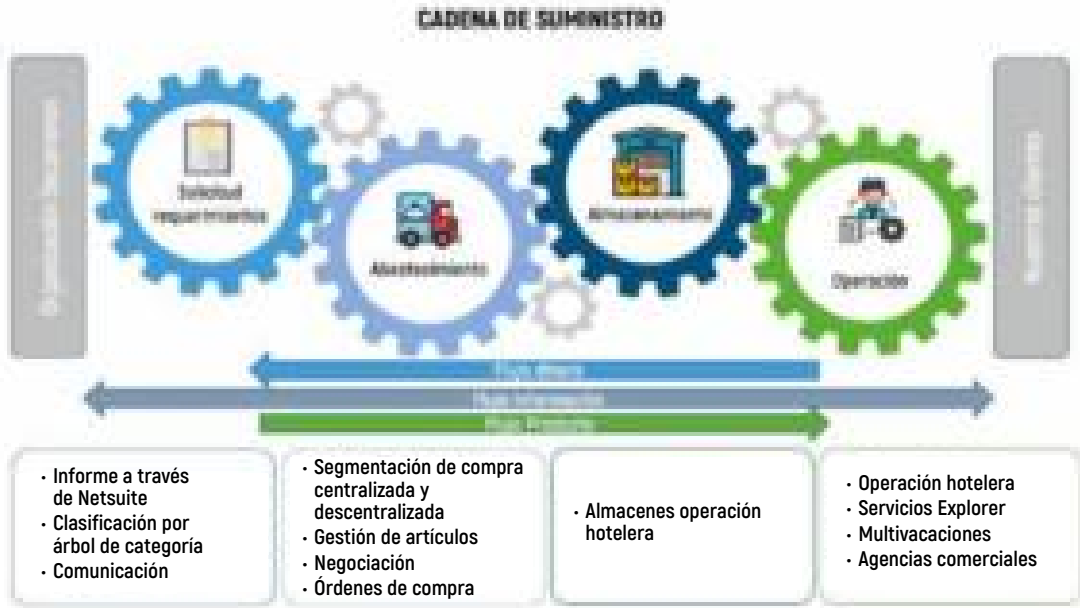 CADENA DE SUMINISTRO
Solicitud
requerimientos
Abastecimiento
Almacenamiento
Operación
Flujo dinero
Flujo Información
Flujo Producto
· Informe a través
de Netsuite
· Clasificación por
árbol de categoría
· Comunicación
· Segmentación de compra
centralizada y
descentralizada
· Gestión de artículos
· Negociación
· Órdenes de compra
· Almacenes operación
hotelera
· Operación hotelera
· Servicios Explorer
· Multivacaciones
· Agencias comerciales